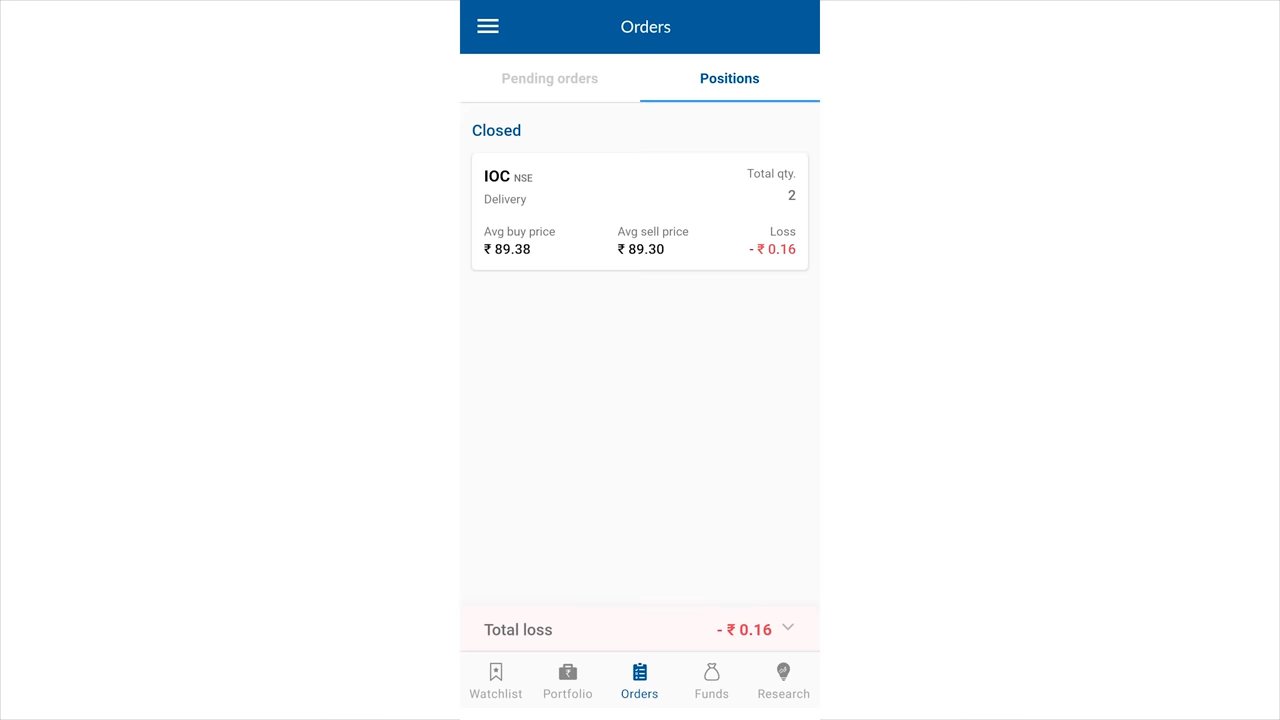 Orders
Pending orders Positions
Closed
IOC NSE Total qty.
Delivery 2
Avg buy price Avg sell price Loss
₹ 89.38 ₹ 89.30 - ₹ 0.16
Total loss - ₹ 0.16
Watchlist Portfolio Orders Funds Research